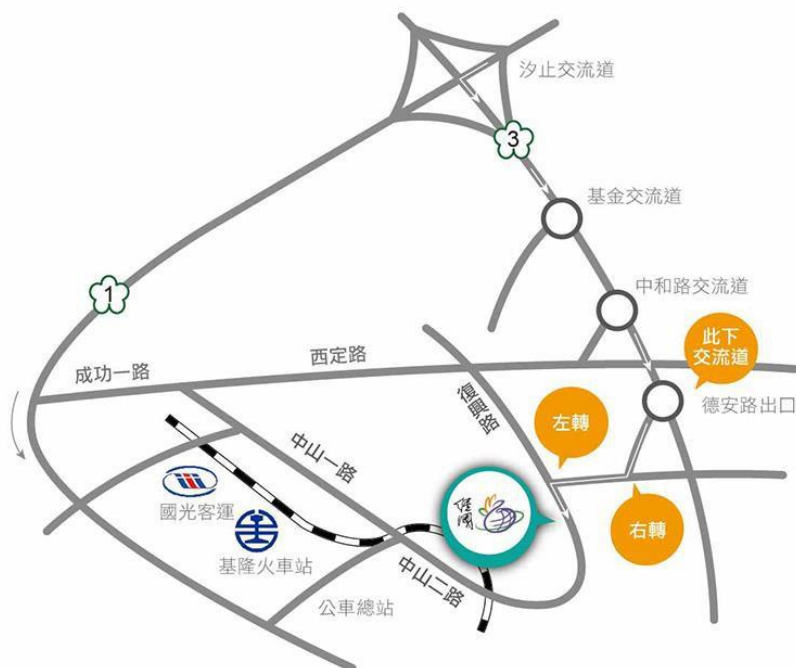 汐止交流道
3
基金交流道
1
中和路交流道
此下
交流道
西定路
成功一路
復興路
德安路出口
左轉
中山一路
國光客運
經國
右轉
基隆火車站
中山二路
公車總站